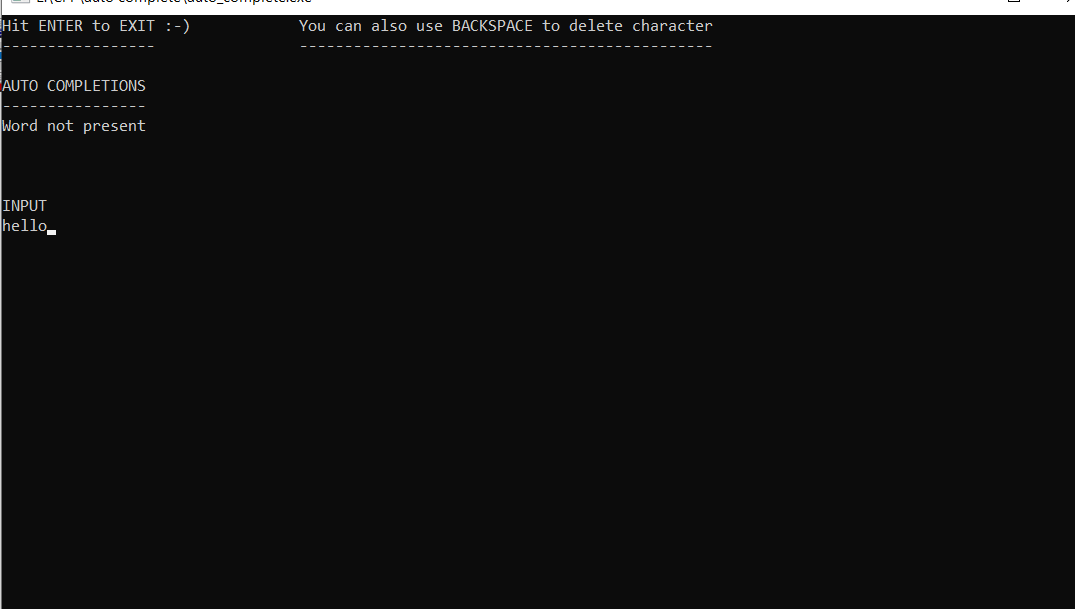 Hit ENTER to EXIT :-) You can also use BACKSPACE to delete character
----------------- ----------------------------------------------
AUTO COMPLETIONS
----------------
Word not present
INPUT
hello